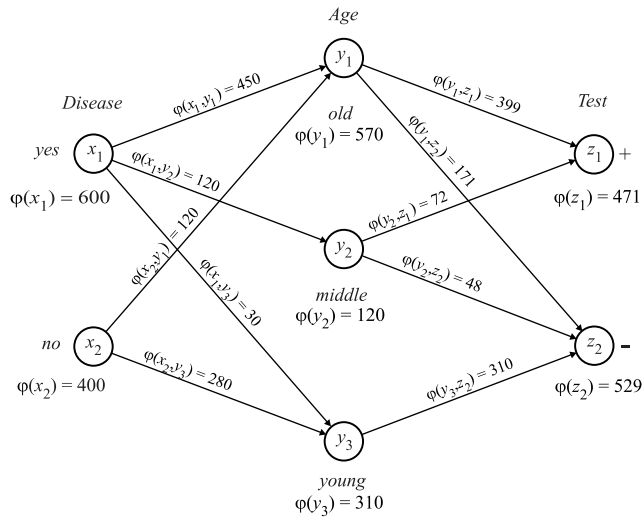 Age
y1
φ(x1,y1) = 450
φ(y1,z1) = 399
Disease
old
Test
φ(y1) = 570
φ(y1,z2) = 171
yes
x1
z1 +
φ(x1,y2) = 120
φ(x1) = 600
φ(z1) = 471
φ(y2,z1) = 72
φ(x2,y1) = 120
y2
φ(x1,y3) = 30
φ(y2,z2) = 48
middle
φ(y2) = 120
no
x2
z2 -
φ(x2,y3) = 280
φ(y3,z2) = 310
φ(x2) = 400
φ(z2) = 529
y3
young
φ(y3) = 310